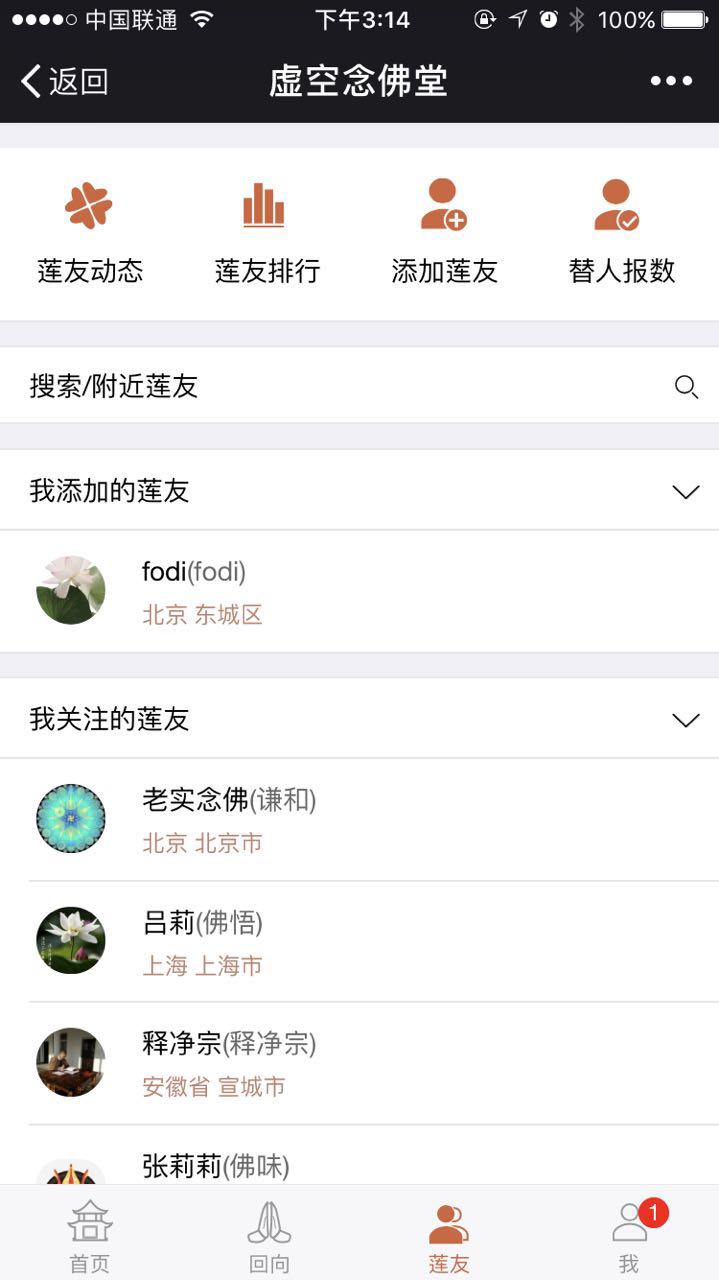 中国联通 下午3:14 100%
返回 虚空念佛堂
莲友动态 莲友排行 添加莲友 替人报数
搜索/附近莲友
我添加的莲友
fodi(fodi)
北京 东城区
我关注的莲友
老实念佛(谦和)
北京 北京市
吕莉(佛悟)
上海 上海市
释净宗(释净宗)
安徽省 宣城市
张莉莉(佛味)
1
首页 回向 莲友 我